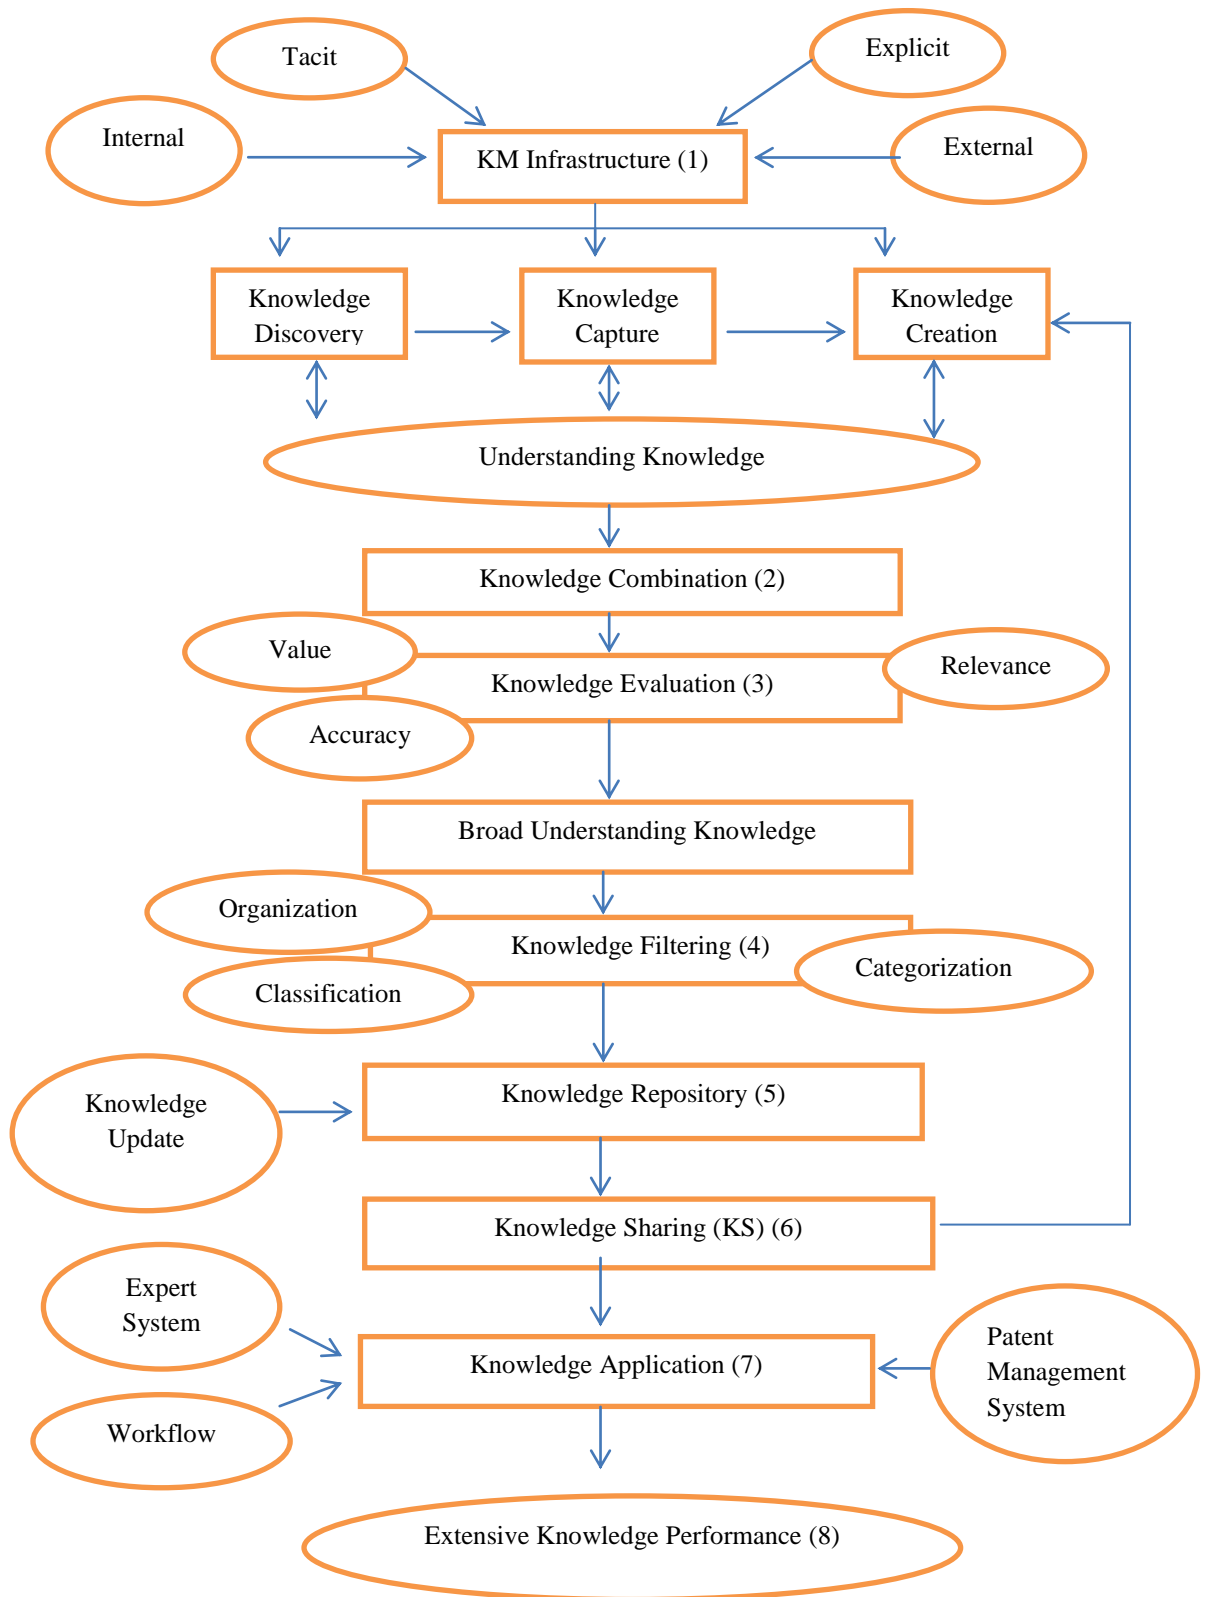 Tacit
Explicit
Internal
KM Infrastructure (1)
External
Knowledge
Discovery
Knowledge
Capture
Knowledge
Creation
Understanding Knowledge
Knowledge Combination (2)
Value
Knowledge Evaluation (3)
Relevance
Accuracy
Broad Understanding Knowledge
Organization
Knowledge Filtering (4)
Categorization
Classification
Knowledge Repository (5)
Knowledge
Update
Knowledge Sharing (KS) (6)
Expert
System
Knowledge Application (7)
Patent
Management
System
Workflow
Extensive Knowledge Performance (8)